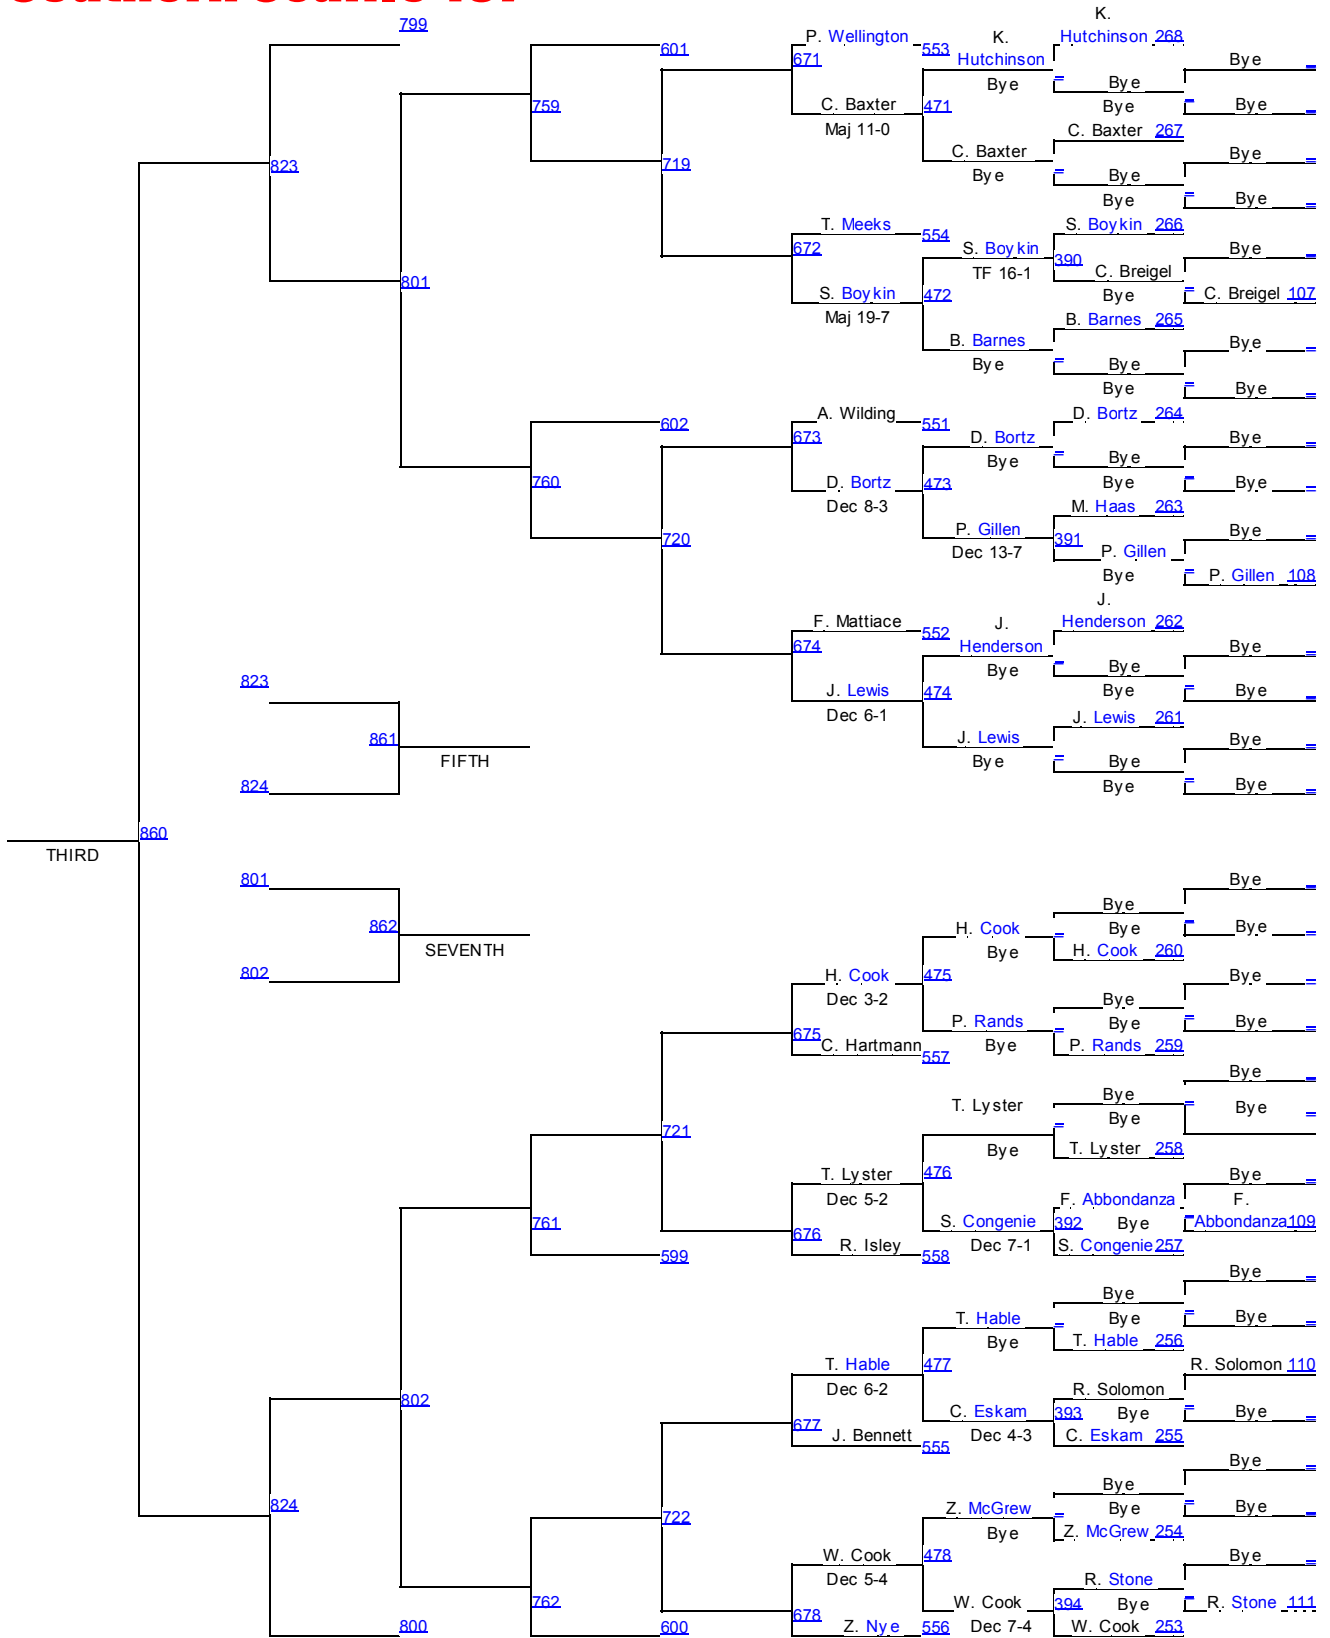 799
K.
P. Wellington
K.
Hutchinson 268
601
553
Hutchinson
Bye
671
Bye
Bye
759
C. Baxter
471
Bye
Bye
Maj 11-0
C. Baxter 267
C. Baxter
Bye
823
719
Bye
Bye
Bye
Bye
T. Meeks
S. Boykin 266
554
672
S. Boykin
390
Bye
TF 16-1
C. Breigel
801
S. Boykin
472
Bye
C. Breigel 107
Maj 19-7
B. Barnes 265
B. Barnes
Bye
Bye
Bye
Bye
Bye
A. Wilding
D. Bortz 264
602
551
673
D. Bortz
Bye
Bye
Bye
760
D. Bortz
473
Bye
Bye
Dec 8-3
M. Haas 263
P. Gillen
Bye
720
Dec 13-7
391
P. Gillen
Bye
P. Gillen 108
J.
F. Mattiace
J.
Henderson 262
552
674
Henderson
Bye
Bye
Bye
823
J. Lewis
474
Bye
Bye
Dec 6-1
J. Lewis 261
861
J. Lewis
Bye
FIFTH
Bye
Bye
824
Bye
Bye
860
THIRD
801
Bye
Bye
862
H. Cook
Bye
Bye
SEVENTH
Bye
H. Cook 260
802
H. Cook
475
Bye
Dec 3-2
Bye
P. Rands
Bye
Bye
675
C. Hartmann
Bye
P. Rands 259
557
Bye
Bye
T. Lyster
Bye
Bye
721
Bye
T. Lyster 258
T. Lyster
476
Bye
Dec 5-2
F. Abbondanza
F.
761
S. Congenie
392
Bye
Abbondanza 109
676
R. Isley
Dec 7-1
S. Congenie 257
599
558
Bye
Bye
T. Hable
Bye
Bye
Bye
T. Hable 256
T. Hable
477
R. Solomon 110
Dec 6-2
R. Solomon
802
C. Eskam
393
Bye
Bye
677
J. Bennett
Dec 4-3
C. Eskam 255
555
Bye
Bye
824
Z. McGrew
Bye
Bye
722
Bye
Z. McGrew 254
W. Cook
478
Bye
Dec 5-4
R. Stone
762
W. Cook
394
Bye
R. Stone 111
678
800
600
Z. Nye
556
Dec 7-4
W. Cook 253